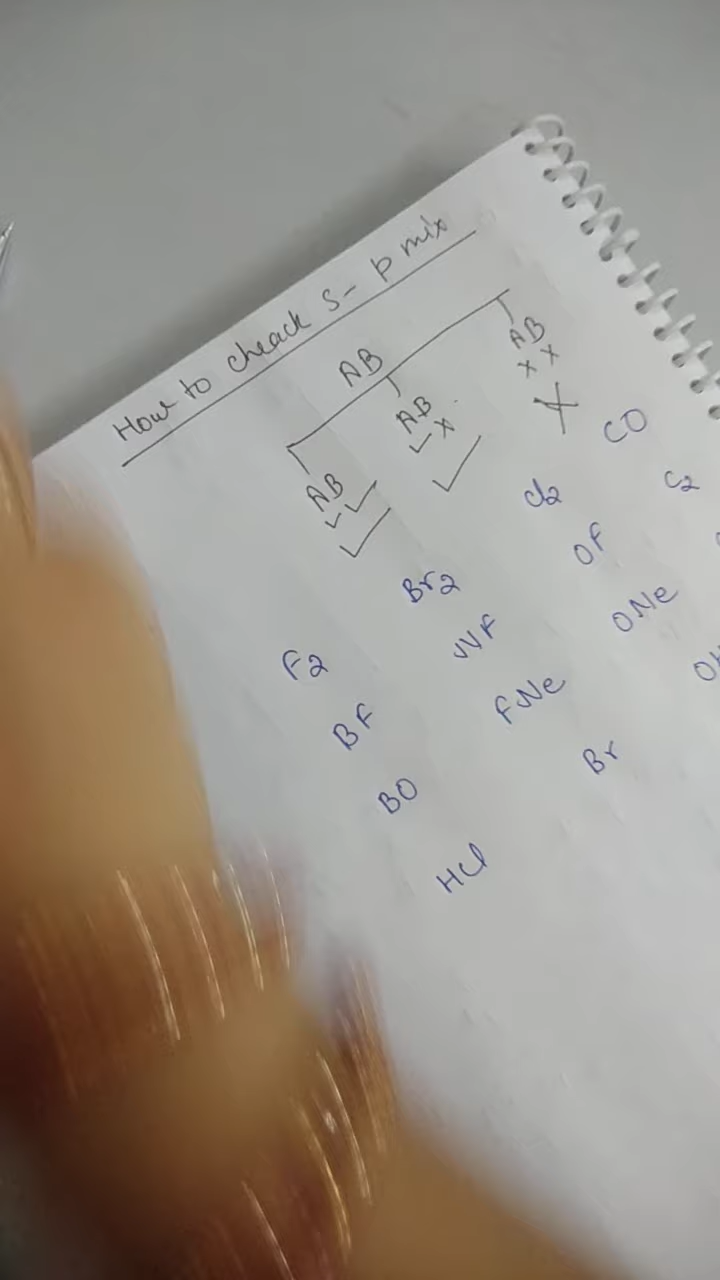 How to cheack s- p mix
AB
AB AB AB
✓ ✓ ✓ x x x
✓ ✓ X
F2 Br2 Cl2 CO
BF NF OF C2
BO FNe ONe
HCl Br